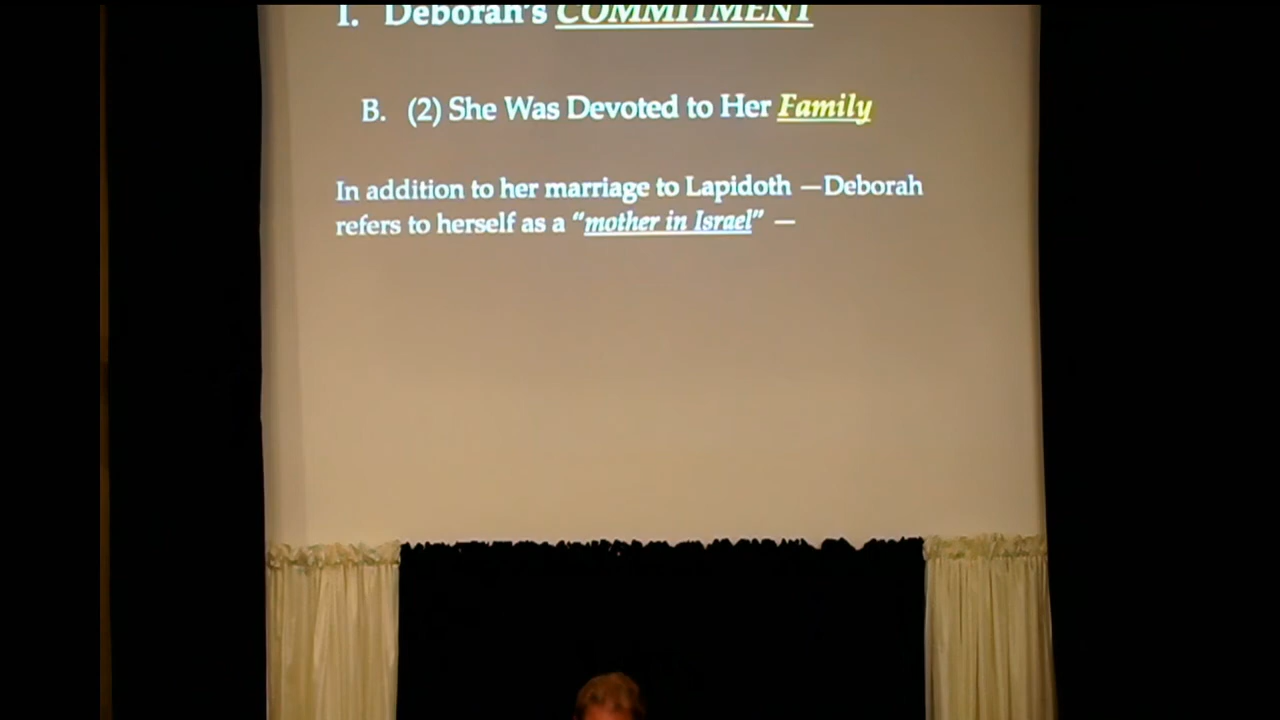 I. Deborah's COMMITMENT
B. (2) She Was Devoted to Her Family
In addition to her marriage to Lapidoth —Deborah
refers to herself as a “mother in Israel” —